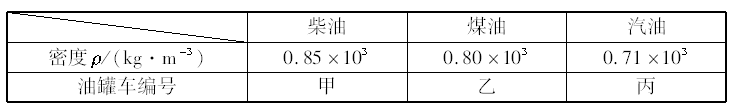 柴油 煤油 汽油
密度ρ/(kg·m⁻³) 0.85×10³ 0.80×10³ 0.71×10³
油罐车编号 甲 乙 丙